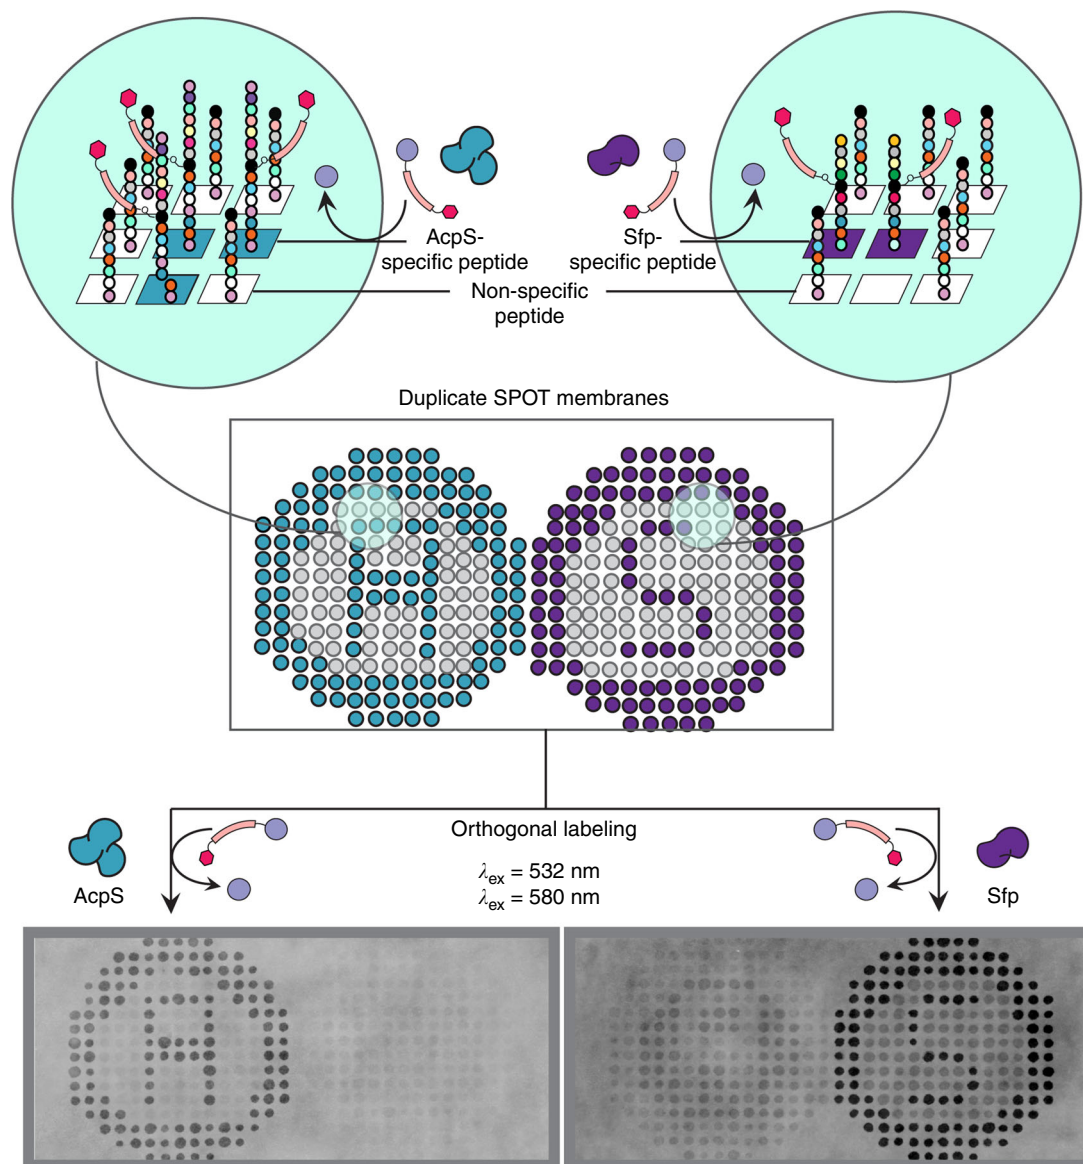 AcpS-
specific peptide
Sfp-
specific peptide
Non-specific
peptide
Duplicate SPOT membranes
Orthogonal labeling
λex = 532 nm
λex = 580 nm
AcpS
Sfp